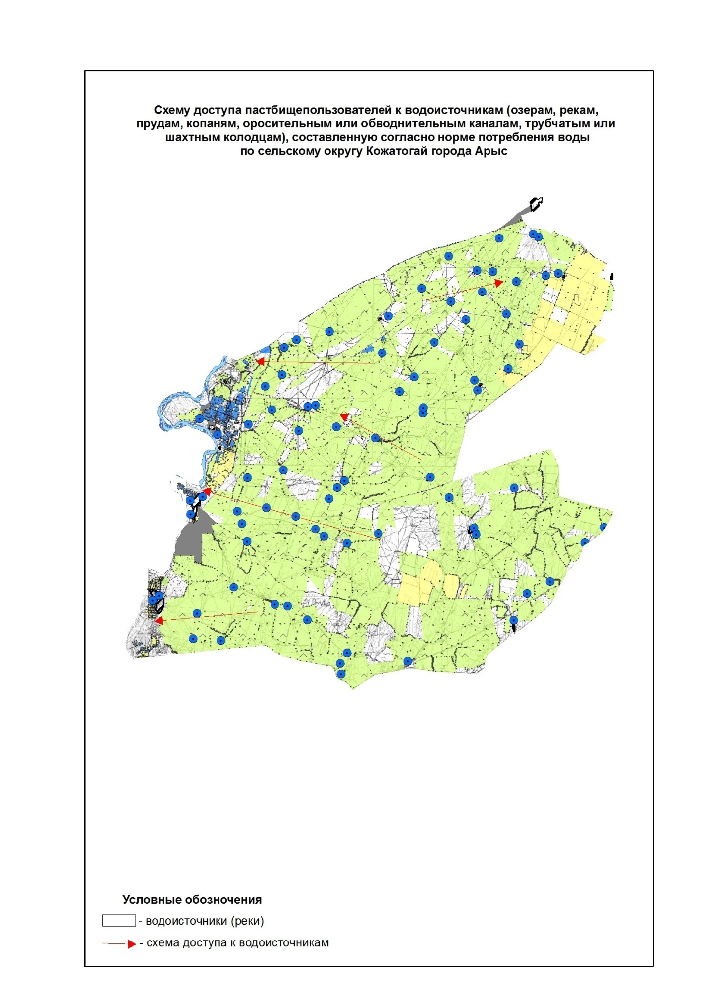 Схему доступа пастбищепользователей к водоисточникам (озерам, рекам,
прудам, копаням, оросительным или обводнительным каналам, трубчатым или
шахтным колодцам), составленную согласно норме потребления воды
по сельскому округу Кожатогай города Арыс
Условные обозночения
- водоисточники (реки)
- схема доступа к водоисточникам